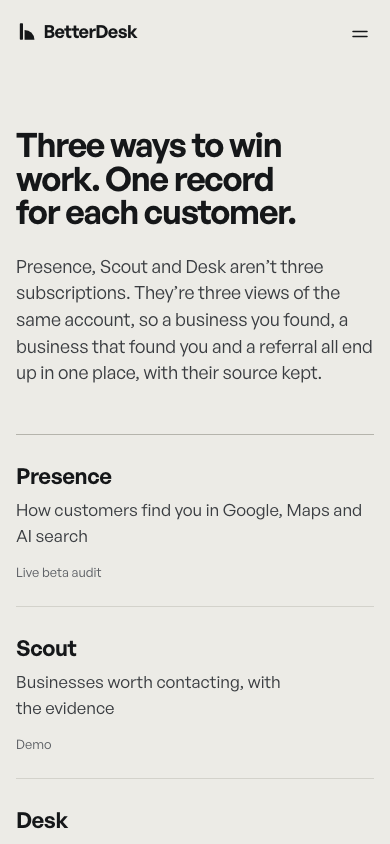 BetterDesk
Three ways to win
work. One record
for each customer.
Presence, Scout and Desk aren’t three
subscriptions. They’re three views of the
same account, so a business you found, a
business that found you and a referral all end
up in one place, with their source kept.
Presence
How customers find you in Google, Maps and
AI search
Live beta audit
Scout
Businesses worth contacting, with
the evidence
Demo
Desk